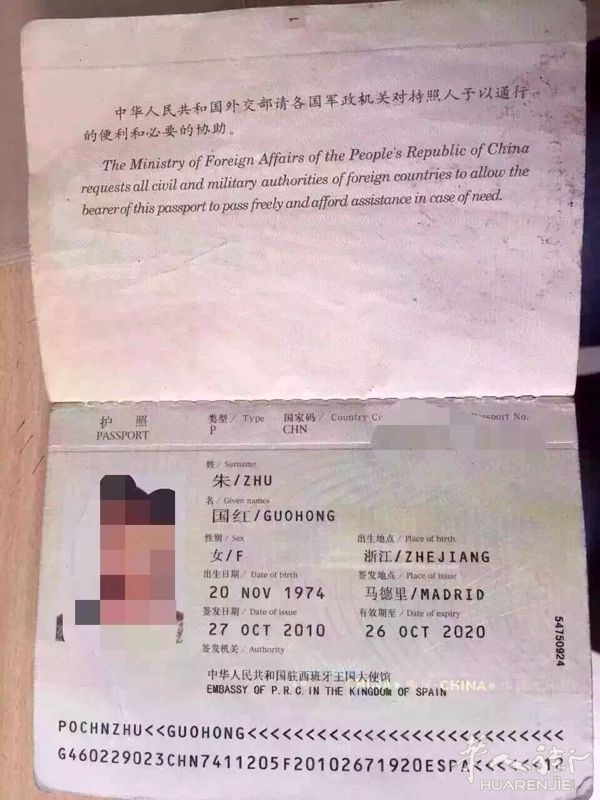 1
中华人民共和国外交部请各国军政机关对持照人予以通行
的便利和必要的协助。
The Ministry of Foreign Affairs of the People's Republic of China
requests all civil and military authorities of foreign countries to allow the
bearer of this passport to pass freely and afford assistance in case of need.
护 照
PASSPORT
类型 / Type 国家码 / Country No.
P CHN
姓 / Surname
朱/ZHU
名 / Given names
国红/GUOHONG
性别 / Sex 出生地点 / Place of birth
女/F 浙江/ZHEJIANG
出生日期 / Date of birth 签发地点 / Place of issue
20 NOV 1974 马德里/MADRID
签发日期 / Date of issue 有效期至 / Date of expiry
27 OCT 2010 26 OCT 2020
签发机关 / Authority
中华人民共和国驻西班牙王国大使馆
EMBASSY OF P.R.C. IN THE KINGDOM OF SPAIN
CHINA
54750924
POCHNZHU<<GUOHONG<<<<<<<<<<<<<<<<<<<<<<<<<<<
G460229023CHN7411205F20102671920ESPA<<<<<<12
华人街
HUARENJIE